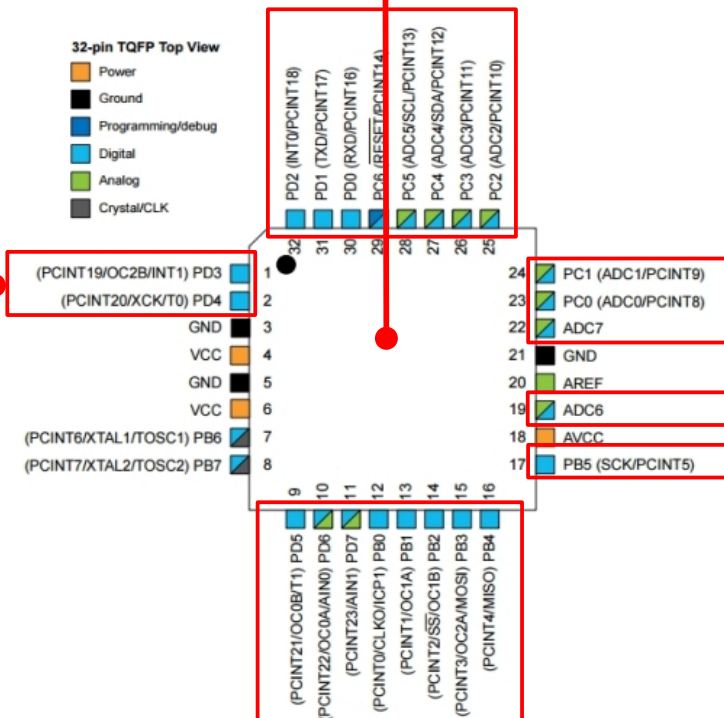 32-pin TQFP Top View
Power
Ground
Programming/debug
Digital
Analog
Crystal/CLK
PD2 (INT0/PCINT18)
PD1 (TXD/PCINT17)
PD0 (RXD/PCINT16)
PC6 (RESET/PCINT14)
PC5 (ADC5/SCL/PCINT13)
PC4 (ADC4/SDA/PCINT12)
PC3 (ADC3/PCINT11)
PC2 (ADC2/PCINT10)
32
31
30
29
28
27
26
25
(PCINT19/OC2B/INT1) PD3 1
(PCINT20/XCK/T0) PD4 2
GND 3
VCC 4
GND 5
VCC 6
(PCINT6/XTAL1/TOSC1) PB6 7
(PCINT7/XTAL2/TOSC2) PB7 8
24 PC1 (ADC1/PCINT9)
23 PC0 (ADC0/PCINT8)
22 ADC7
21 GND
20 AREF
19 ADC6
18 AVCC
17 PB5 (SCK/PCINT5)
9
10
11
12
13
14
15
16
(PCINT21/OC0B/T1) PD5
(PCINT22/OC0A/AIN0) PD6
(PCINT23/AIN1) PD7
(PCINT0/CLKO/ICP1) PB0
(PCINT1/OC1A) PB1
(PCINT2/SS/OC1B) PB2
(PCINT3/OC2A/MOSI) PB3
(PCINT4/MISO) PB4